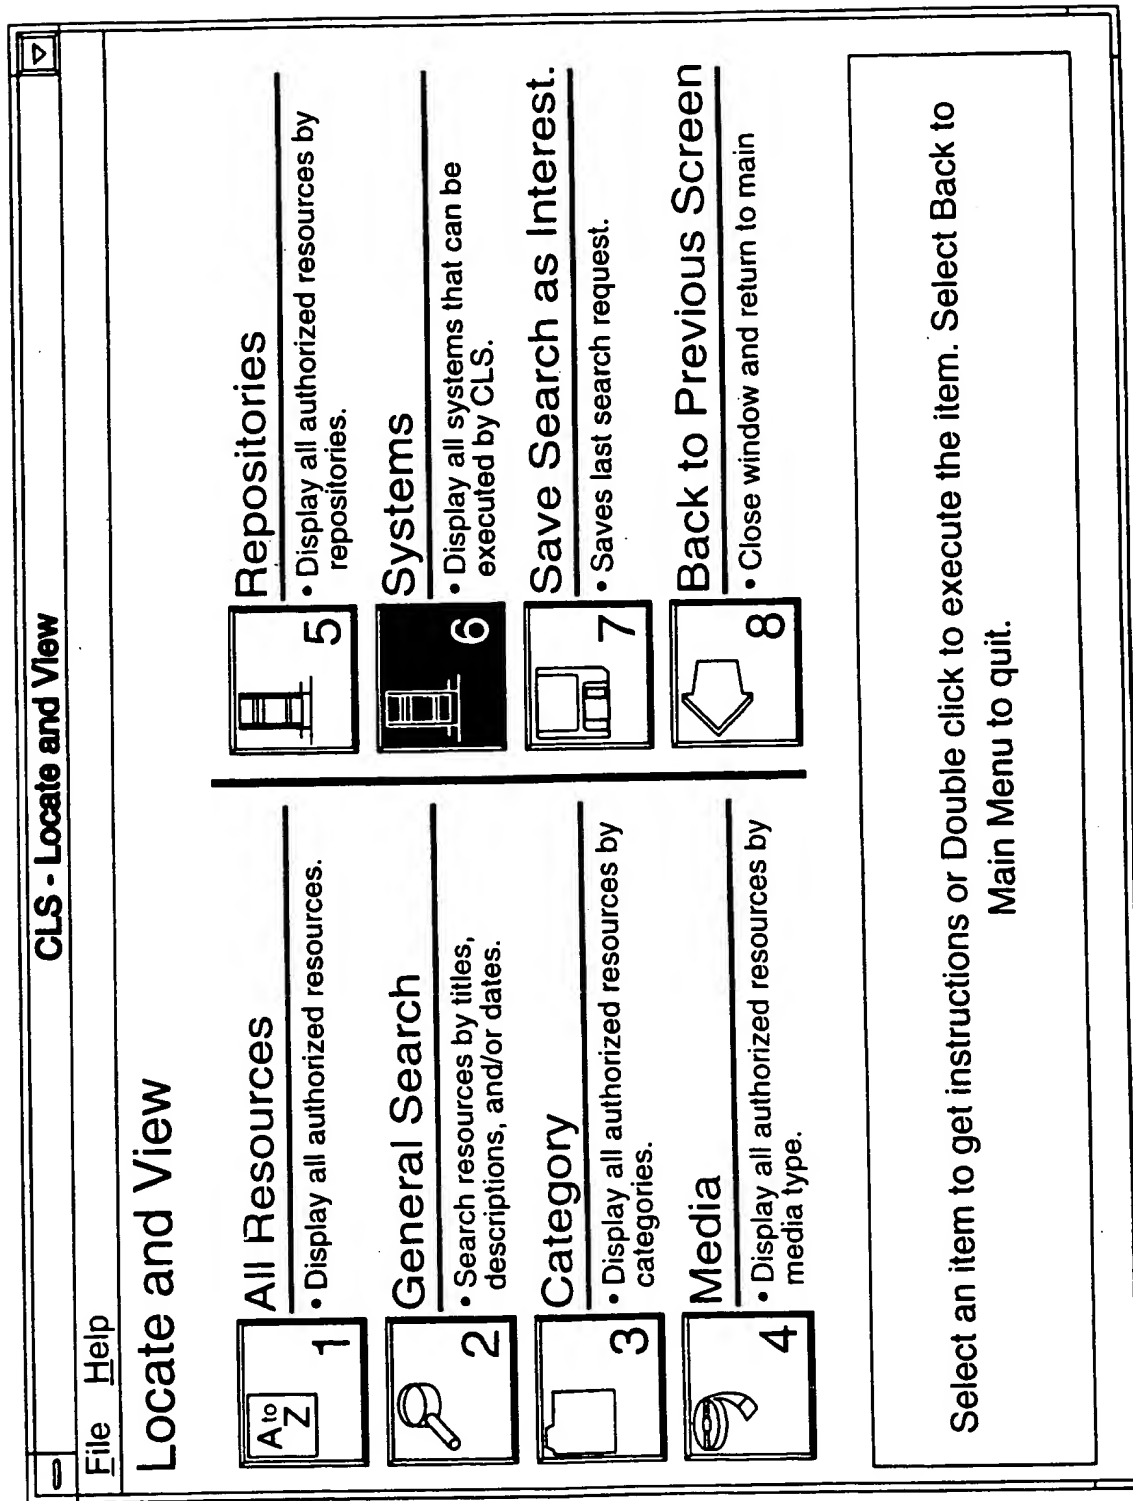 CLS - Locate and View
File Help
Locate and View
A to
Z
1
All Resources
• Display all authorized resources.
2
General Search
• Search resources by titles,
descriptions, and/or dates.
3
Category
• Display all authorized resources by
categories.
4
Media
• Display all authorized resources by
media type.
5
Repositories
• Display all authorized resources by
repositories.
6
Systems
• Display all systems that can be
executed by CLS.
7
Save Search as Interest.
• Saves last search request.
8
Back to Previous Screen
• Close window and return to main
Select an item to get instructions or Double click to execute the item. Select Back to
Main Menu to quit.